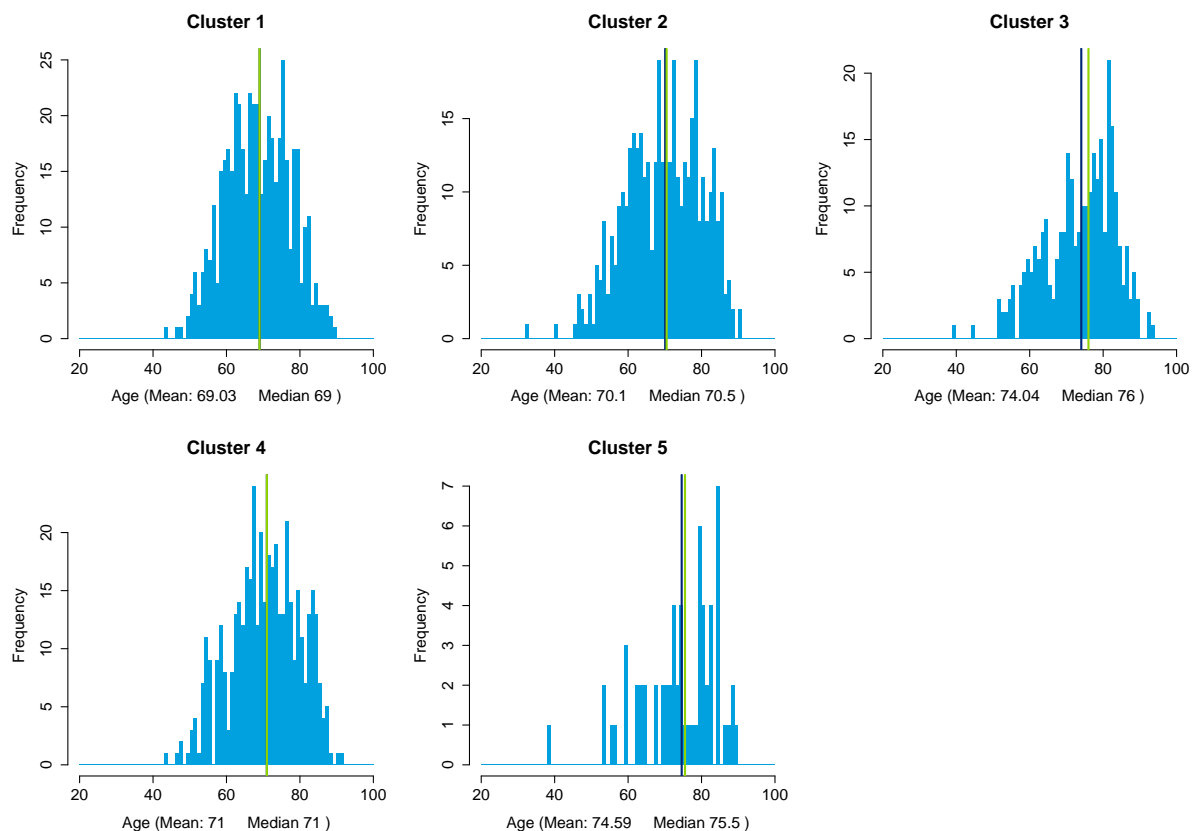 Cluster 1
Frequency
25
20
15
10
5
0
20 40 60 80 100
Age (Mean: 69.03 Median 69 )
Cluster 2
Frequency
15
10
5
0
20 40 60 80 100
Age (Mean: 70.1 Median 70.5 )
Cluster 3
Frequency
20
15
10
5
0
20 40 60 80 100
Age (Mean: 74.04 Median 76 )
Cluster 4
Frequency
20
15
10
5
0
20 40 60 80 100
Age (Mean: 71 Median 71 )
Cluster 5
Frequency
7
6
5
4
3
2
1
0
20 40 60 80 100
Age (Mean: 74.59 Median 75.5 )